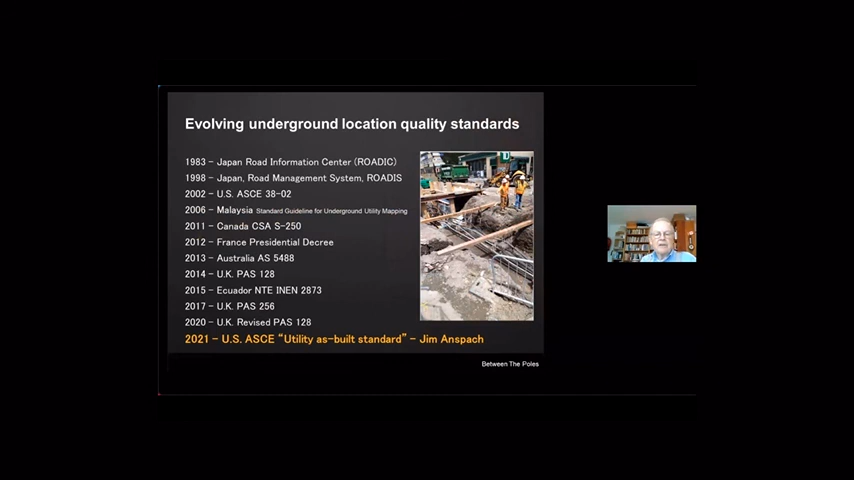 Evolving underground location quality standards
1983 – Japan Road Information Center (ROADIC)
1998 – Japan, Road Management System, ROADIS
2002 – U.S. ASCE 38-02
2006 – Malaysia Standard Guideline for Underground Utility Mapping
2011 – Canada CSA S-250
2012 – France Presidential Decree
2013 – Australia AS 5488
2014 – U.K. PAS 128
2015 – Ecuador NTE INEN 2873
2017 – U.K. PAS 256
2020 – U.K. Revised PAS 128
2021 – U.S. ASCE “Utility as-built standard” – Jim Anspach
Between The Poles